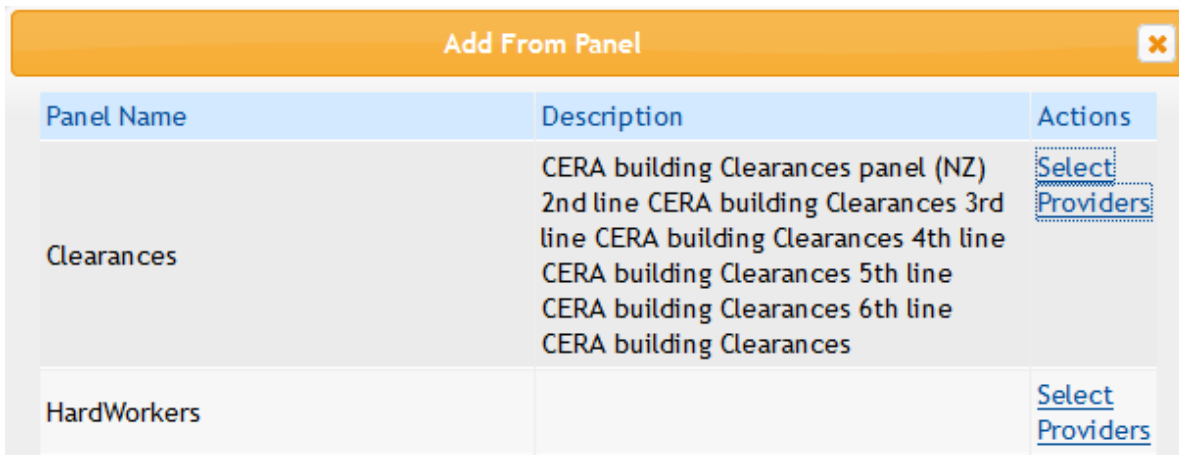 Add From Panel
Panel Name Description Actions
CERA building Clearances panel (NZ) Select
2nd line CERA building Clearances 3rd Providers
line CERA building Clearances 4th line
Clearances
CERA building Clearances 5th line
CERA building Clearances 6th line
CERA building Clearances
HardWorkers
Select
Providers